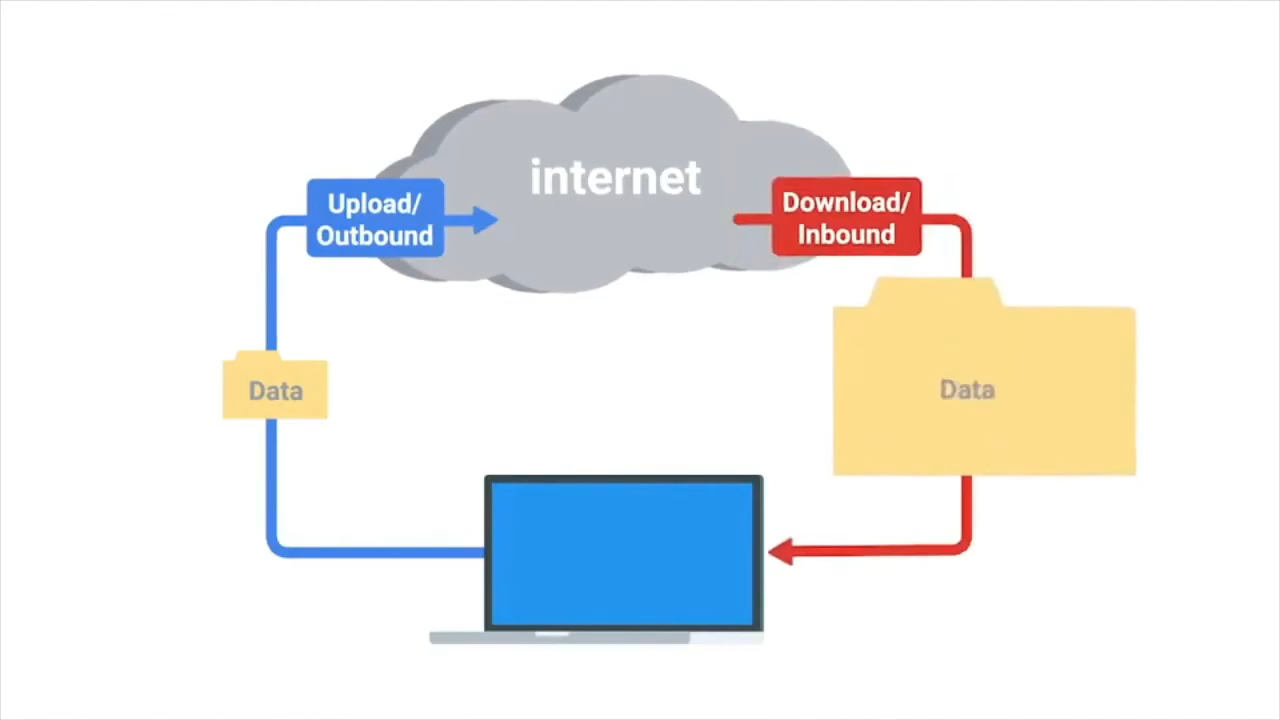 internet
Upload/
Outbound
Download/
Inbound
Data
Data